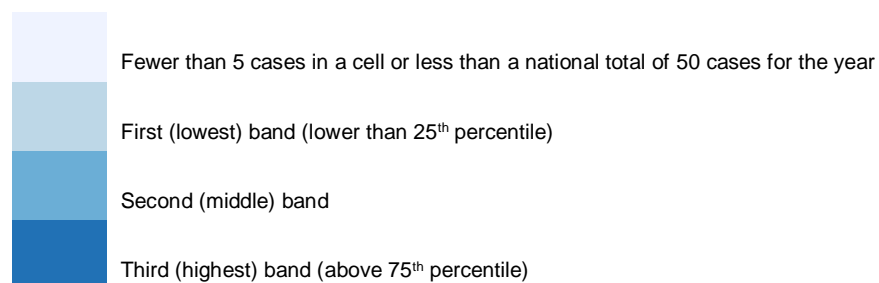 Fewer than 5 cases in a cell or less than a national total of 50 cases for the year
First (lowest) band (lower than 25th percentile)
Second (middle) band
Third (highest) band (above 75th percentile)